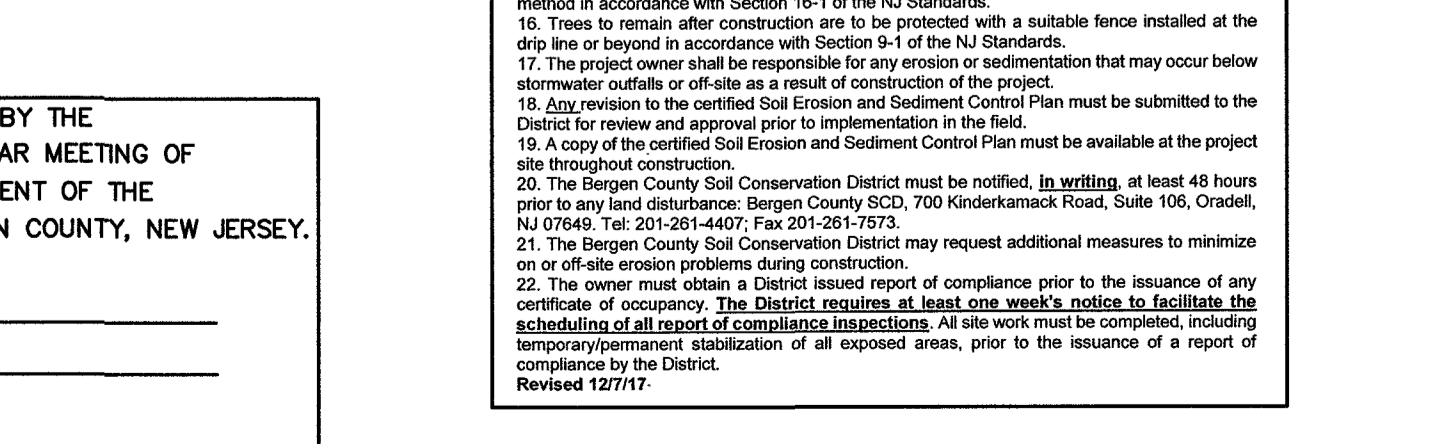 BY THE
AR MEETING OF
ENT OF THE
N COUNTY, NEW JERSEY.
method in accordance with Section 16-1 of the NJ Standards.
16. Trees to remain after construction are to be protected with a suitable fence installed at the
drip line or beyond in accordance with Section 9-1 of the NJ Standards.
17. The project owner shall be responsible for any erosion or sedimentation that may occur below
stormwater outfalls or off-site as a result of construction of the project.
18. Any revision to the certified Soil Erosion and Sediment Control Plan must be submitted to the
District for review and approval prior to implementation in the field.
19. A copy of the certified Soil Erosion and Sediment Control Plan must be available at the project
site throughout construction.
20. The Bergen County Soil Conservation District must be notified, in writing, at least 48 hours
prior to any land disturbance: Bergen County SCD, 700 Kinderkamack Road, Suite 106, Oradell,
NJ 07649. Tel: 201-261-4407; Fax 201-261-7573.
21. The Bergen County Soil Conservation District may request additional measures to minimize
on or off-site erosion problems during construction.
22. The owner must obtain a District issued report of compliance prior to the issuance of any
certificate of occupancy. The District requires at least one week's notice to facilitate the
scheduling of all report of compliance inspections. All site work must be completed, including
temporary/permanent stabilization of all exposed areas, prior to the issuance of a report of
compliance by the District.
Revised 12/7/17